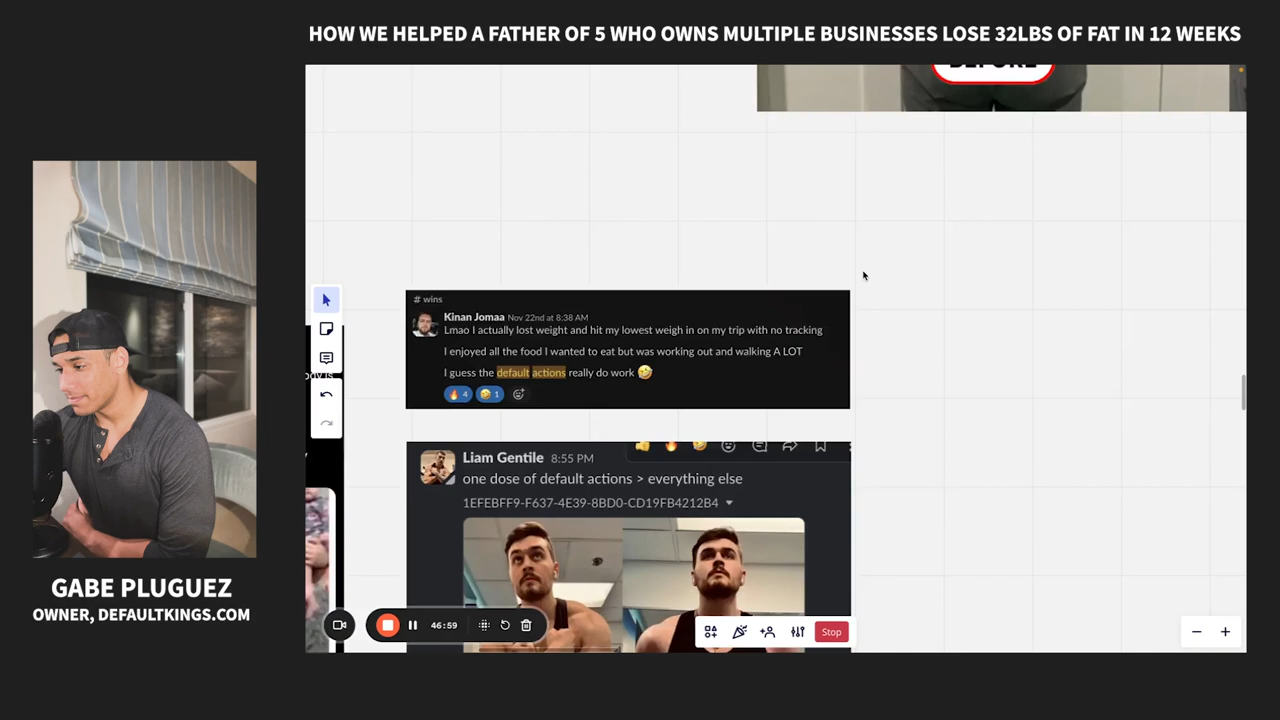 HOW WE HELPED A FATHER OF 5 WHO OWNS MULTIPLE BUSINESSES LOSE 32LBS OF FAT IN 12 WEEKS
BEFORE
# wins
Kinan Jomaa Nov 22nd at 8:38 AM
Lmao I actually lost weight and hit my lowest weigh in on my trip with no tracking
I enjoyed all the food I wanted to eat but was working out and walking A LOT
I guess the default actions really do work 🤣
🔥 4 🤣 1
Liam Gentile 8:55 PM
one dose of default actions > everything else
1EFEBFF9-F637-4E39-8BD0-CD19FB4212B4
GABE PLUGUEZ
OWNER, DEFAULTKINGS.COM
46:59
Stop